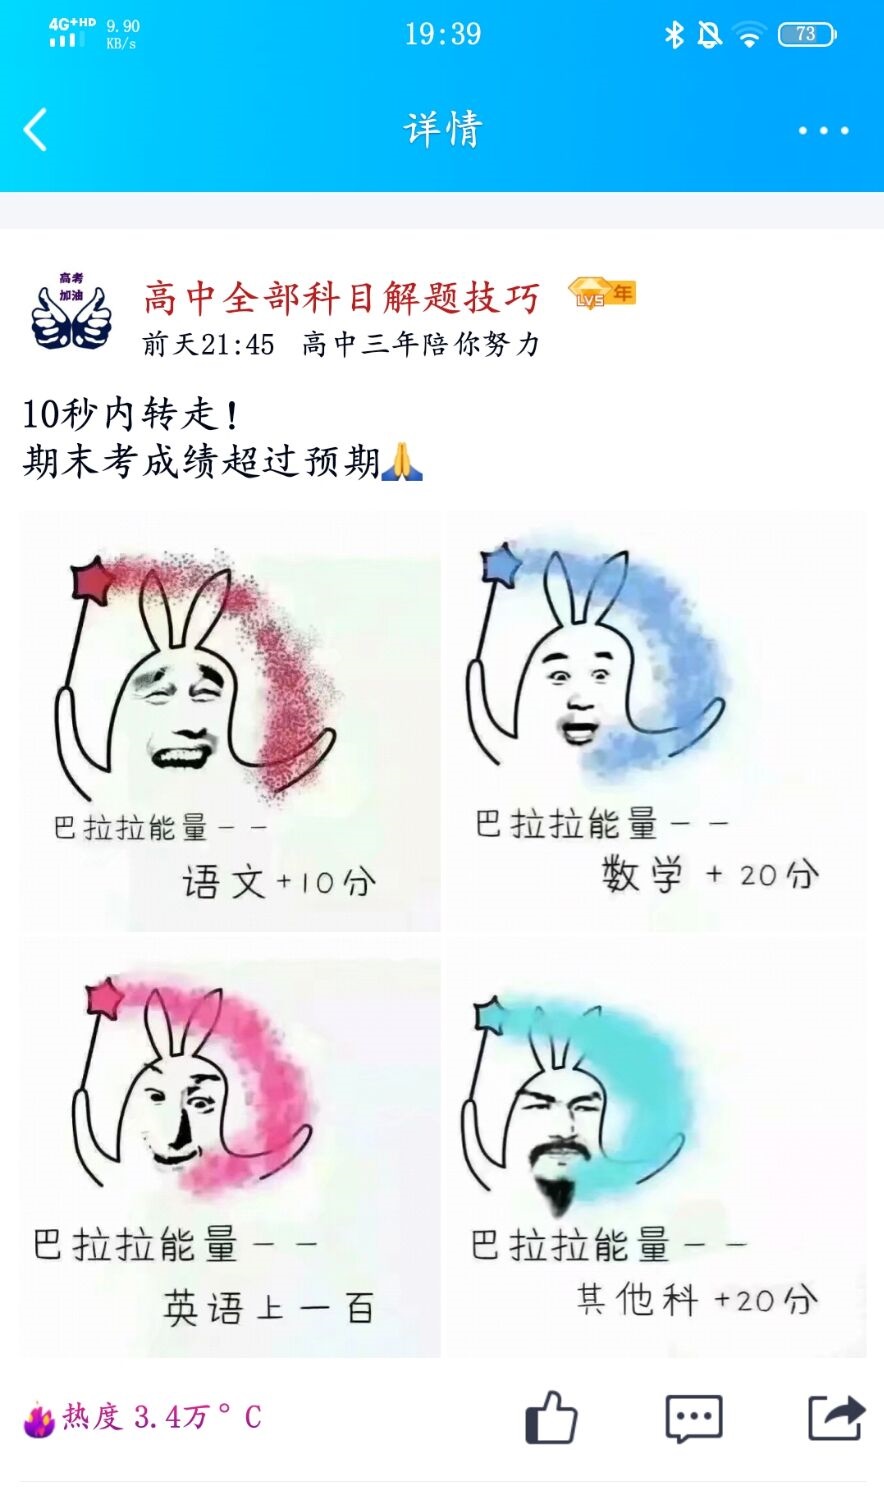 4G+HD 9.90 KB/s 19:39 73
详情
高考
加油
高中全部科目解题技巧 LV5 年
前天21:45 高中三年陪你努力
10秒内转走!
期末考成绩超过预期
巴拉拉能量－－
语文+10分
巴拉拉能量－－
数学 + 20分
巴拉拉能量－－
英语上一百
巴拉拉能量－－
其他科 +20分
热度 3.4万°C